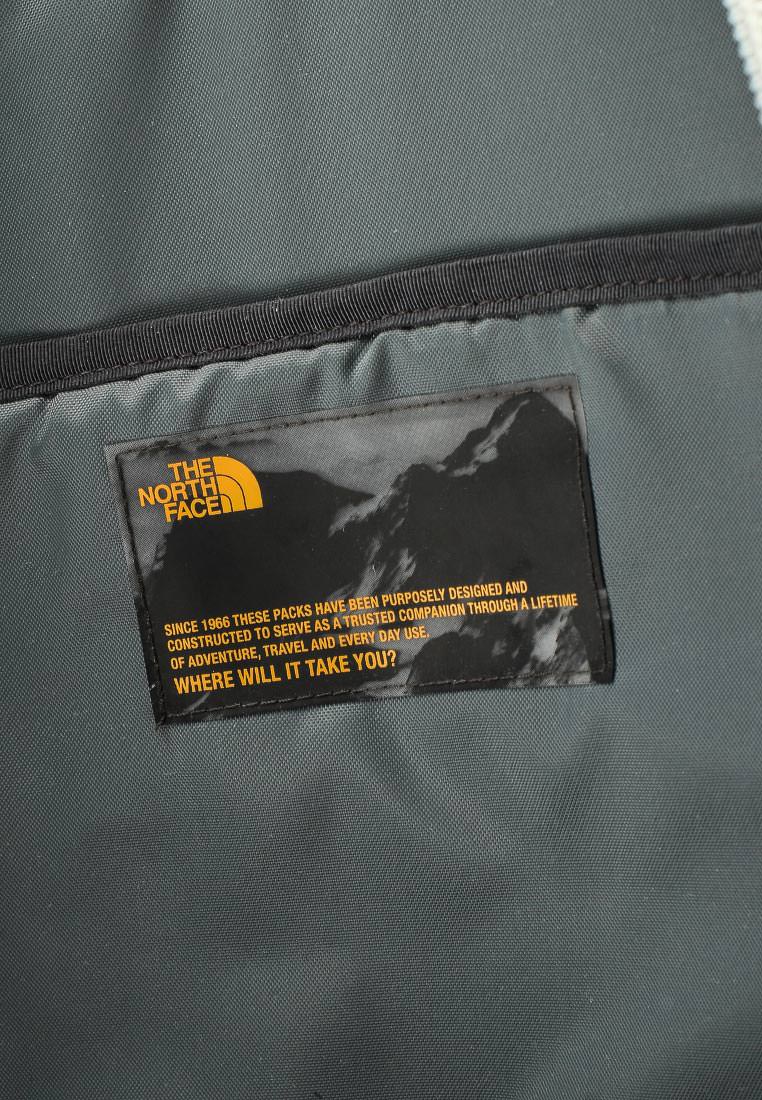 THE
NORTH
FACE
SINCE 1966 THESE PACKS HAVE BEEN PURPOSELY DESIGNED AND
CONSTRUCTED TO SERVE AS A TRUSTED COMPANION THROUGH A LIFETIME
OF ADVENTURE, TRAVEL AND EVERY DAY USE.
WHERE WILL IT TAKE YOU?